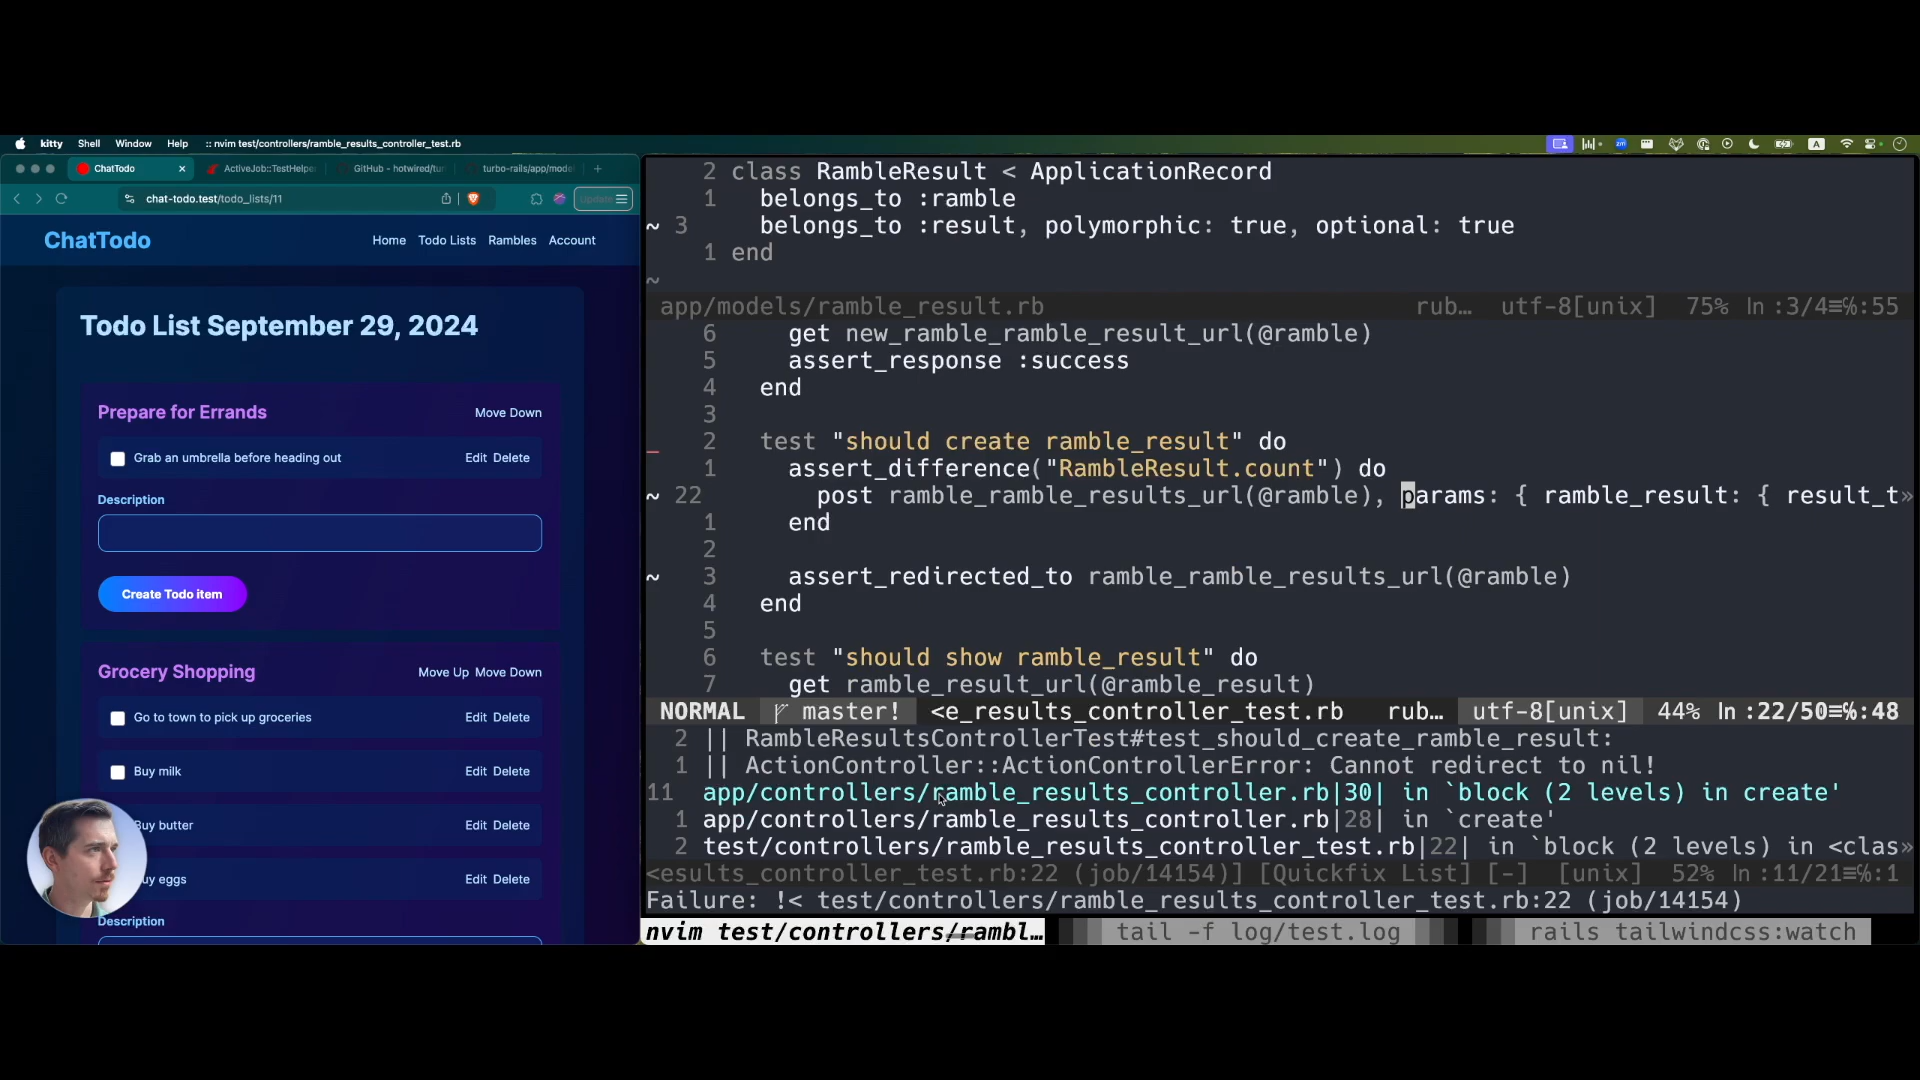 kitty Shell Window Help :: nvim test/controllers/ramble_results_controller_test.rb
ChatTodo
ActiveJob::TestHelpe
GitHub - hotwired/tur
turbo-rails/app/mode
chat-todo.test/todo_lists/11
Update
ChatTodo
Home Todo Lists Rambles Account
Todo List September 29, 2024
Prepare for Errands
Move Down
Grab an umbrella before heading out
Edit Delete
Description
Create Todo item
Grocery Shopping
Move Up Move Down
Go to town to pick up groceries
Edit Delete
Buy milk
Edit Delete
Buy butter
Edit Delete
uy eggs
Edit Delete
Description
2 class RambleResult < ApplicationRecord
1 belongs_to :ramble
~ 3 belongs_to :result, polymorphic: true, optional: true
1 end
~
app/models/ramble_result.rb rub… utf-8[unix] 75% ln :3/4≡℅:55
6 get new_ramble_ramble_result_url(@ramble)
5 assert_response :success
4 end
3
2 test "should create ramble_result" do
1 assert_difference("RambleResult.count") do
~ 22 post ramble_ramble_results_url(@ramble), params: { ramble_result: { result_t»
1 end
2
~ 3 assert_redirected_to ramble_ramble_results_url(@ramble)
4 end
5
6 test "should show ramble_result" do
7 get ramble_result_url(@ramble_result)
NORMAL master! <e_results_controller_test.rb rub… utf-8[unix] 44% ln :22/50≡℅:48
2 || RambleResultsControllerTest#test_should_create_ramble_result:
1 || ActionController::ActionControllerError: Cannot redirect to nil!
11 app/controllers/ramble_results_controller.rb|30| in `block (2 levels) in create'
1 app/controllers/ramble_results_controller.rb|28| in `create'
2 test/controllers/ramble_results_controller_test.rb|22| in `block (2 levels) in <clas»
<esults_controller_test.rb:22 (job/14154)] [Quickfix List] [-] [unix] 52% ln :11/21≡℅:1
Failure: !< test/controllers/ramble_results_controller_test.rb:22 (job/14154)
nvim test/controllers/rambl… tail -f log/test.log rails tailwindcss:watch